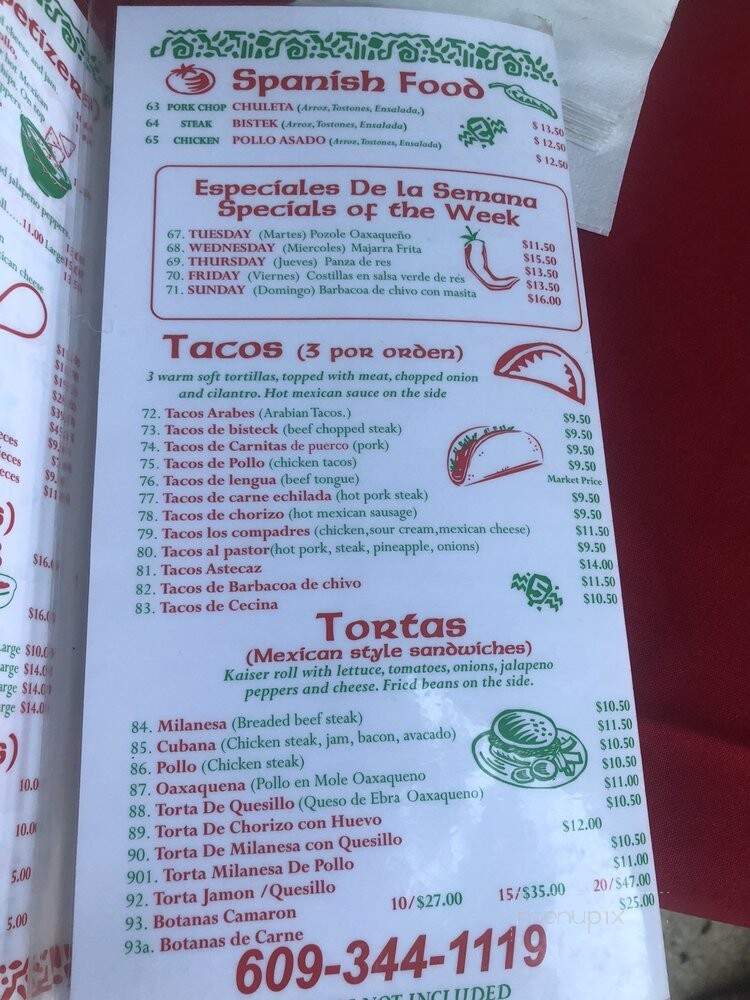 Spanish Food
63 PORK CHOP CHULETA (Arroz, Tostones, Ensalada,) $ 13.50
64 STEAK BISTEK (Arroz, Tostones, Ensalada) $ 12.50
65 CHICKEN POLLO ASADO (Arroz, Tostones, Ensalada) $ 12.50
Especiales De la Semana
Specials of the Week
67. TUESDAY (Martes) Pozole Oaxaqueño $11.50
68. WEDNESDAY (Miercoles) Majarra Frita $15.50
69. THURSDAY (Jueves) Panza de res $13.50
70. FRIDAY (Viernes) Costillas en salsa verde de rés $13.50
71. SUNDAY (Domingo) Barbacoa de chivo con masita $16.00
Tacos (3 por orden)
3 warm soft tortillas, topped with meat, chopped onion
and cilantro. Hot mexican sauce on the side
72. Tacos Arabes (Arabian Tacos.) $9.50
73. Tacos de bisteck (beef chopped steak) $9.50
74. Tacos de Carnitas de puerco (pork) $9.50
75. Tacos de Pollo (chicken tacos) $9.50
76. Tacos de lengua (beef tongue) Market Price
77. Tacos de carne echilada (hot pork steak) $9.50
78. Tacos de chorizo (hot mexican sausage) $9.50
79. Tacos los compadres (chicken,sour cream,mexican cheese) $11.50
80. Tacos al pastor(hot pork, steak, pineapple, onions) $9.50
81. Tacos Astecaz $14.00
82. Tacos de Barbacoa de chivo $11.50
83. Tacos de Cecina $10.50
Tortas
(Mexican style sandwiches)
Kaiser roll with lettuce, tomatoes, onions, jalapeno
peppers and cheese. Fried beans on the side.
84. Milanesa (Breaded beef steak) $10.50
85. Cubana (Chicken steak, jam, bacon, avacado) $11.50
86. Pollo (Chicken steak) $10.50
87. Oaxaquena (Pollo en Mole Oaxaqueno $10.50
88. Torta De Quesillo (Queso de Ebra Oaxaqueno) $11.00
89. Torta De Chorizo con Huevo $10.50
90. Torta De Milanesa con Quesillo $12.00
901. Torta Milanesa De Pollo $10.50
92. Torta Jamon /Quesillo $11.00
93. Botanas Camaron 10/$27.00 15/$35.00 20/$47.00
93a. Botanas de Carne $25.00
609-344-1119
NOT INCLUDED